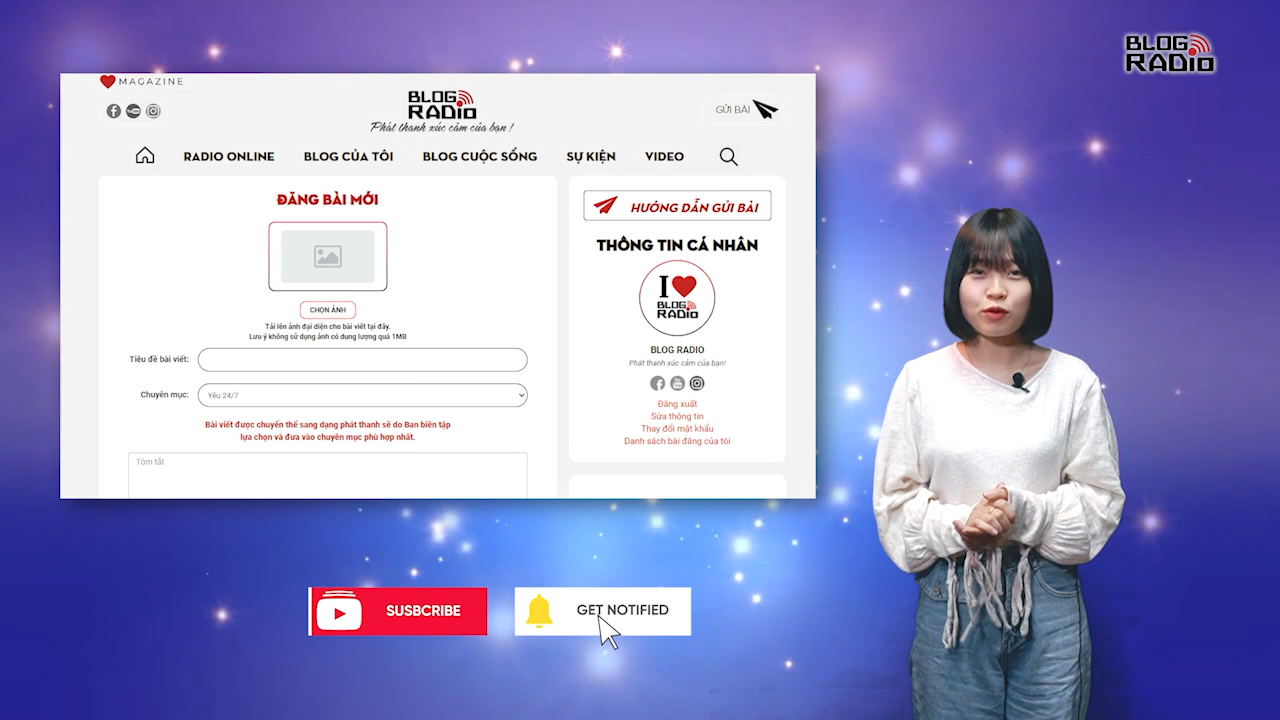 BLOG
RADIO
MAGAZINE
BLOG
RADIO
Phát thanh xúc cảm của bạn !
GỬI BÀI
RADIO ONLINE
BLOG CỦA TÔI
BLOG CUỘC SỐNG
SỰ KIỆN
VIDEO
ĐĂNG BÀI MỚI
CHỌN ẢNH
Tải lên ảnh đại diện cho bài viết tại đây.
Lưu ý không sử dụng ảnh có dung lượng quá 1MB
Tiêu đề bài viết:
Chuyên mục:
Yêu 24/7
Bài viết được chuyển thể sang dạng phát thanh sẽ do Ban biên tập
lựa chọn và đưa vào chuyên mục phù hợp nhất.
Tóm tắt
HƯỚNG DẪN GỬI BÀI
THÔNG TIN CÁ NHÂN
I
BLOG
RADIO
BLOG RADIO
Phát thanh xúc cảm của bạn!
Đăng xuất
Sửa thông tin
Thay đổi mật khẩu
Danh sách bài đăng của tôi
SUSBCRIBE
GET NOTIFIED